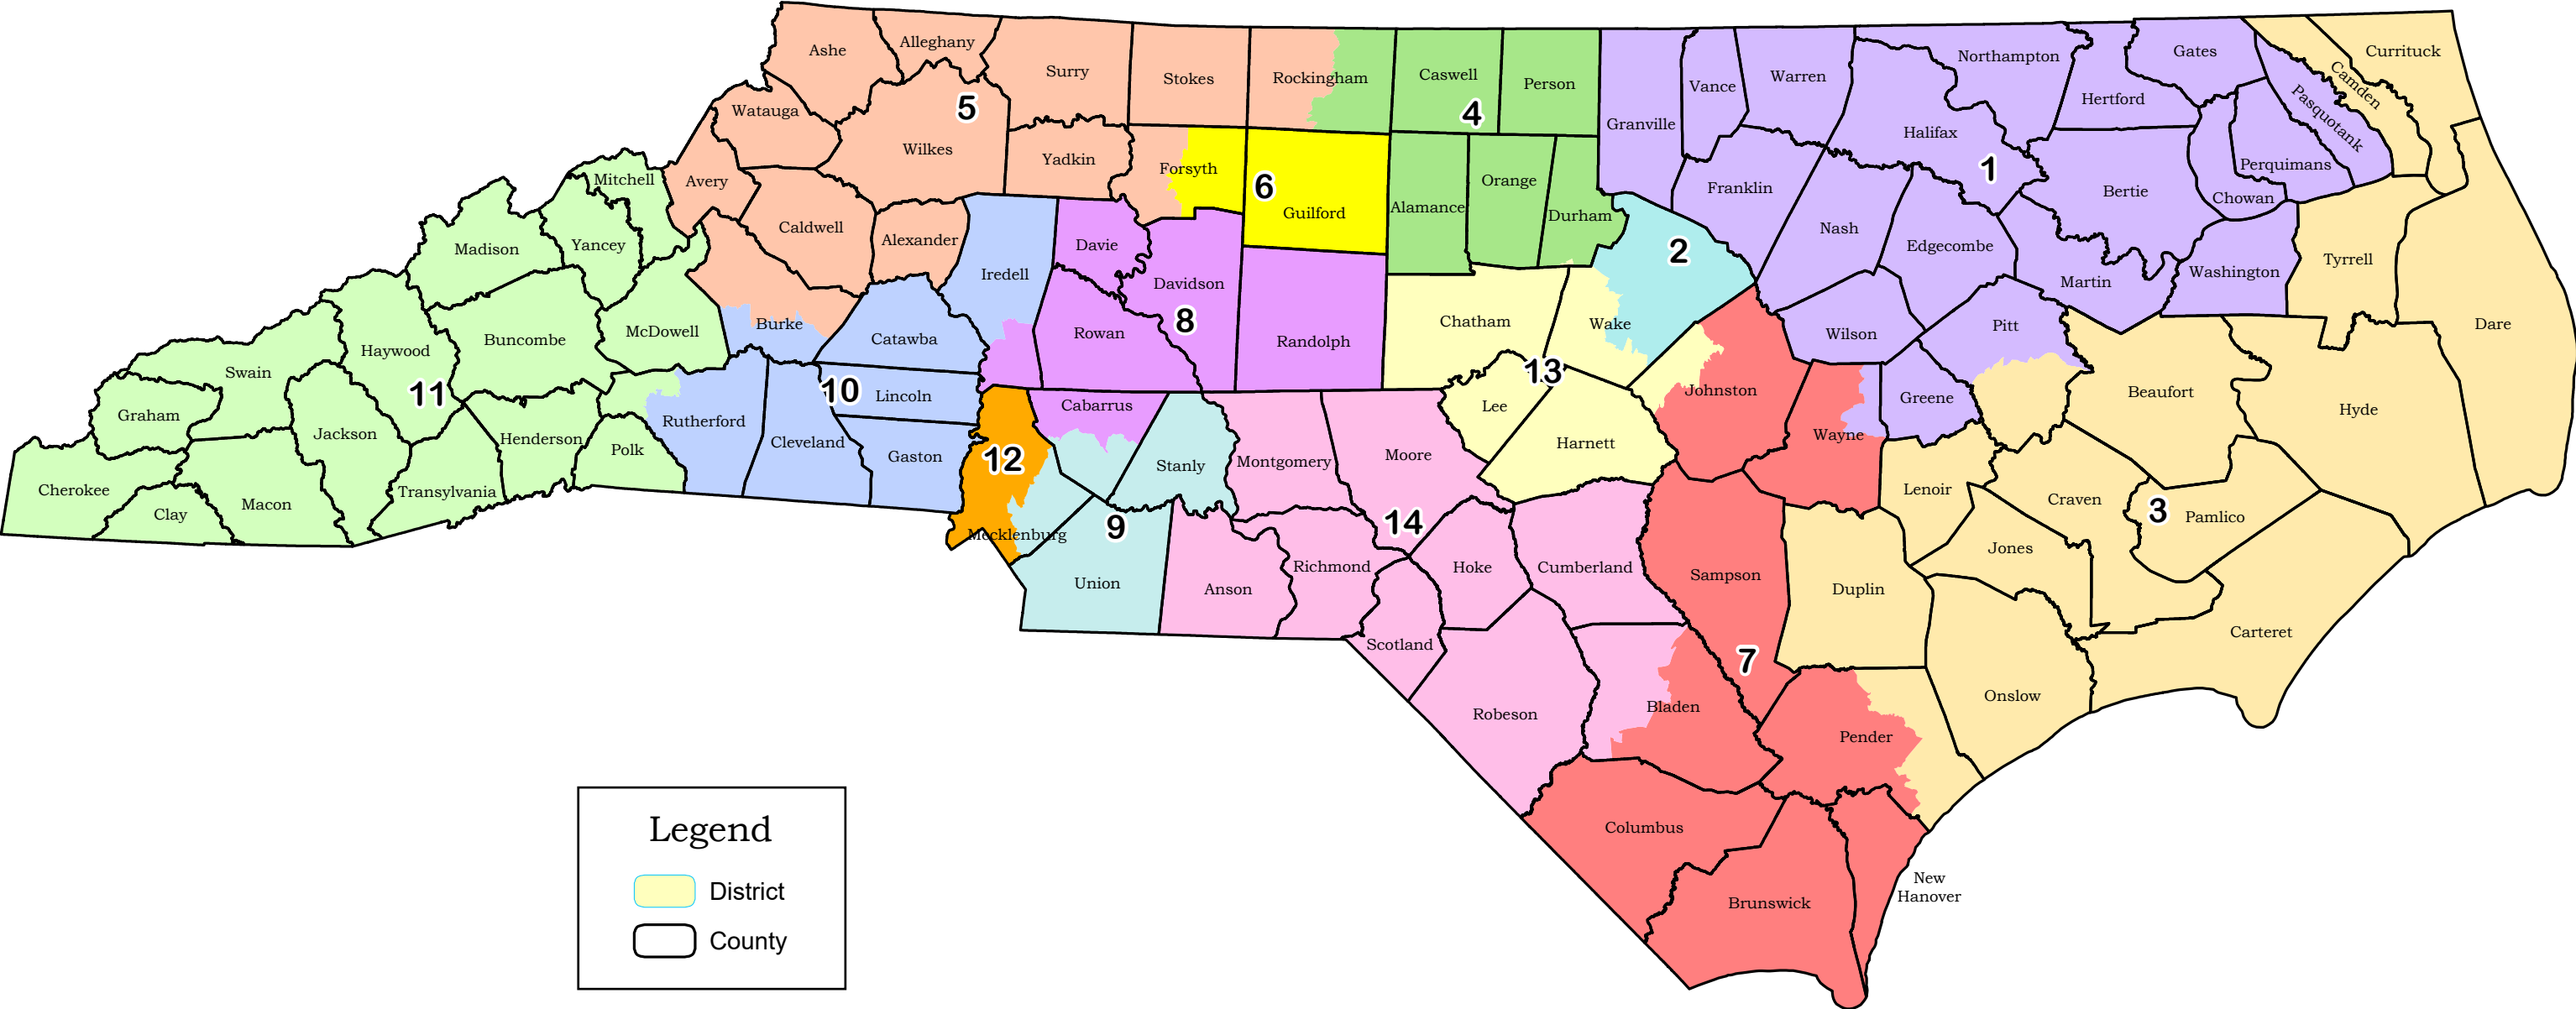 Ashe
Alleghany
Surry
Stokes
Rockingham
Caswell
Person
Granville
Vance
Warren
Northampton
Gates
Camden
Currituck
Hertford
Pasquotank
Halifax
Perquimans
Chowan
Bertie
Watauga
5
Wilkes
Yadkin
Forsyth
6
Guilford
4
Alamance
Orange
Durham
Franklin
1
Mitchell
Avery
Caldwell
Alexander
Iredell
Davie
Davidson
2
Nash
Edgecombe
Martin
Washington
Tyrrell
Dare
Madison
Yancey
Burke
Catawba
Rowan
8
Randolph
Chatham
Wake
13
Wilson
Pitt
Beaufort
Hyde
McDowell
Buncombe
Haywood
Swain
Graham
11
Jackson
Henderson
Polk
Rutherford
10
Lincoln
Cleveland
Gaston
Cabarrus
12
Stanly
Montgomery
Moore
Lee
Harnett
Johnston
Wayne
Greene
Lenoir
Craven
3
Pamlico
Cherokee
Clay
Macon
Transylvania
Mecklenburg
9
Union
Anson
Richmond
14
Hoke
Cumberland
Sampson
Duplin
Jones
Carteret
Scotland
Robeson
Bladen
7
Pender
Onslow
Columbus
Brunswick
New
Hanover
Legend
District
County